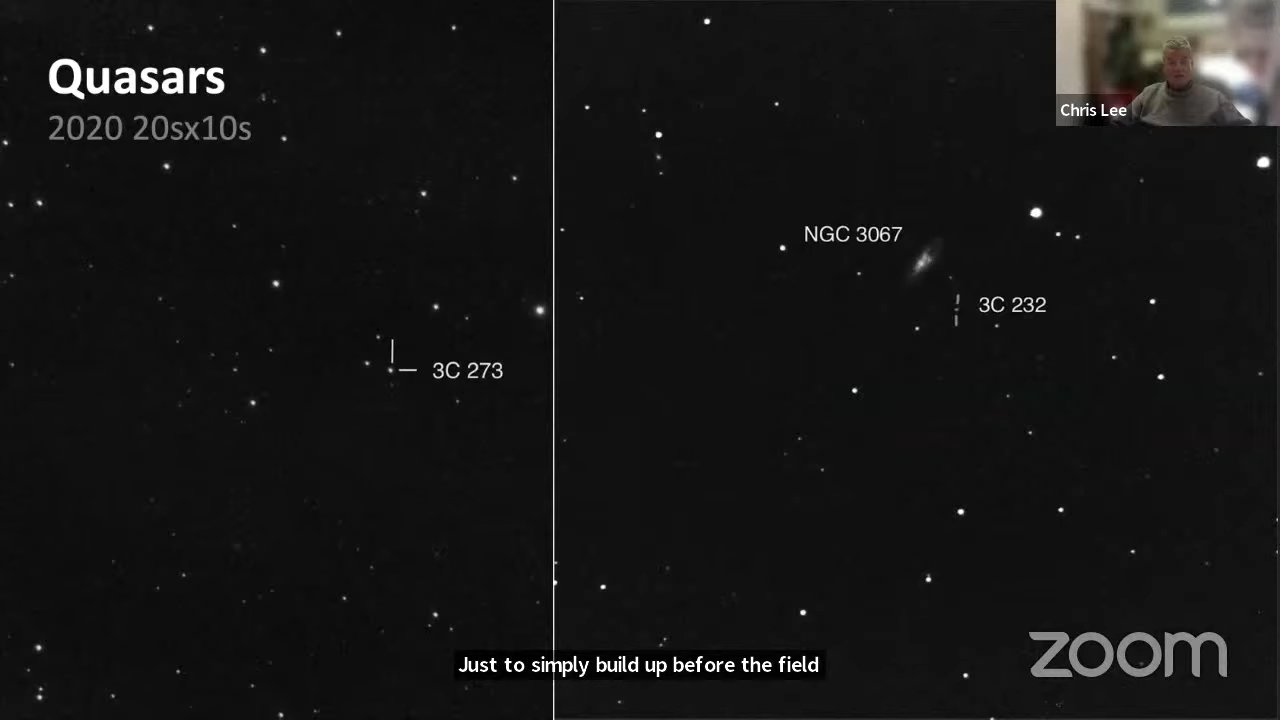 Quasars
2020 20sx10s
Chris Lee
NGC 3067
3C 232
3C 273
Just to simply build up before the field
zoom